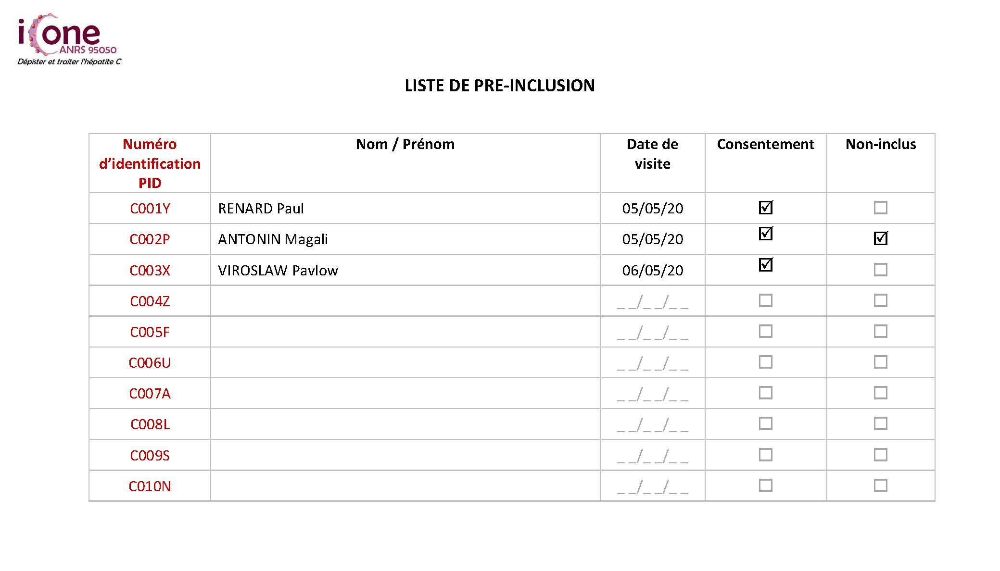 iCone
ANRS 95050
Dépister et traiter l'hépatite C
LISTE DE PRE-INCLUSION
Numéro d’identification PID Nom / Prénom Date de visite Consentement Non-inclus
C001Y RENARD Paul 05/05/20 ☑ ☐
C002P ANTONIN Magali 05/05/20 ☑ ☑
C003X VIROSLAW Pavlow 06/05/20 ☑ ☐
C004Z _ _/_ _/_ _ ☐ ☐
C005F _ _/_ _/_ _ ☐ ☐
C006U _ _/_ _/_ _ ☐ ☐
C007A _ _/_ _/_ _ ☐ ☐
C008L _ _/_ _/_ _ ☐ ☐
C009S _ _/_ _/_ _ ☐ ☐
C010N _ _/_ _/_ _ ☐ ☐